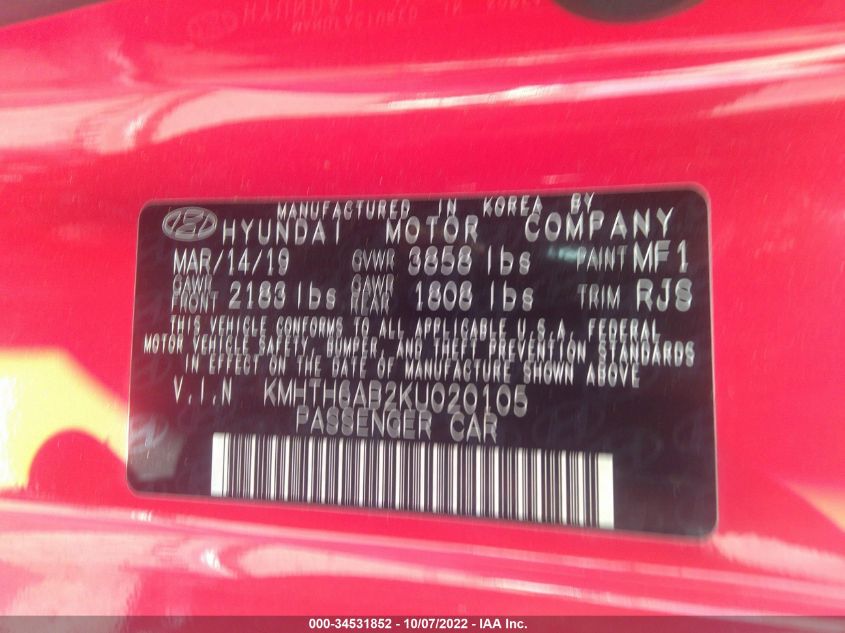 MANUFACTURED IN KOREA BY
HYUNDAI MOTOR COMPANY
MAR/14/19 GVWR 3858 lbs PAINT MF1
GAWR FRONT 2183 lbs GAWR REAR 1808 lbs TRIM RJS
THIS VEHICLE CONFORMS TO ALL APPLICABLE U.S.A. FEDERAL
MOTOR VEHICLE SAFETY, BUMPER, AND THEFT PREVENTION STANDARDS
IN EFFECT ON THE DATE OF MANUFACTURE SHOWN ABOVE
V.I.N KMHTH6AB2KU020105
PASSENGER CAR
000-34531852 - 10/07/2022 - IAA Inc.